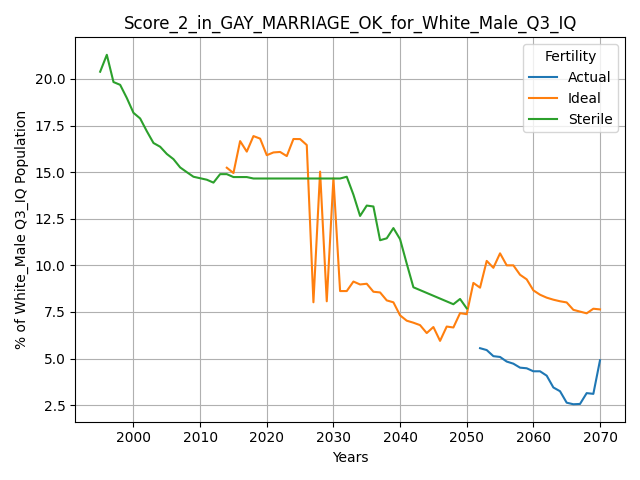 Score_2_in_GAY_MARRIAGE_OK_for_White_Male_Q3_IQ
Fertility
Actual
Ideal
Sterile
% of White_Male Q3_IQ Population
20.0
17.5
15.0
12.5
10.0
7.5
5.0
2.5
2000 2010 2020 2030 2040 2050 2060 2070
Years